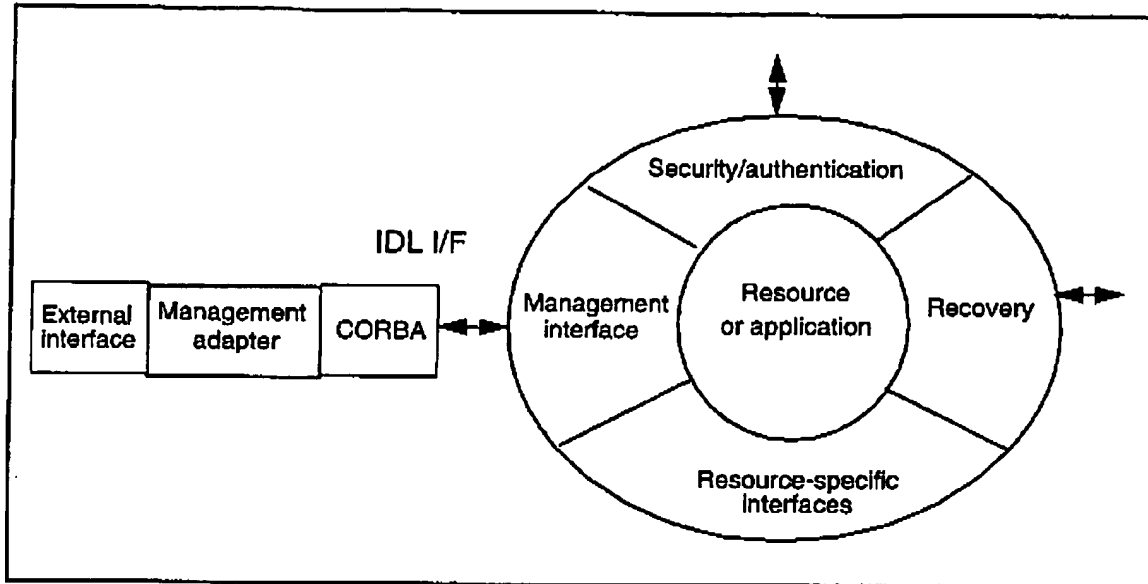 Security/authentication
IDL I/F
External
interface
Management
adapter
CORBA
Management
interface
Resource
or application
Recovery
Resource-specific
interfaces